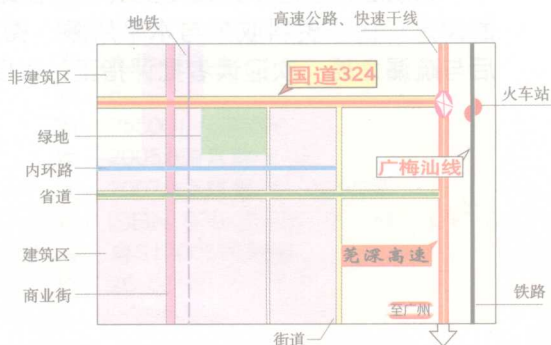 地铁
高速公路、快速干线
非建筑区
国道324
火车站
绿地
内环路
广梅汕线
省道
建筑区
莞深高速
商业街
至广州
铁路
街道